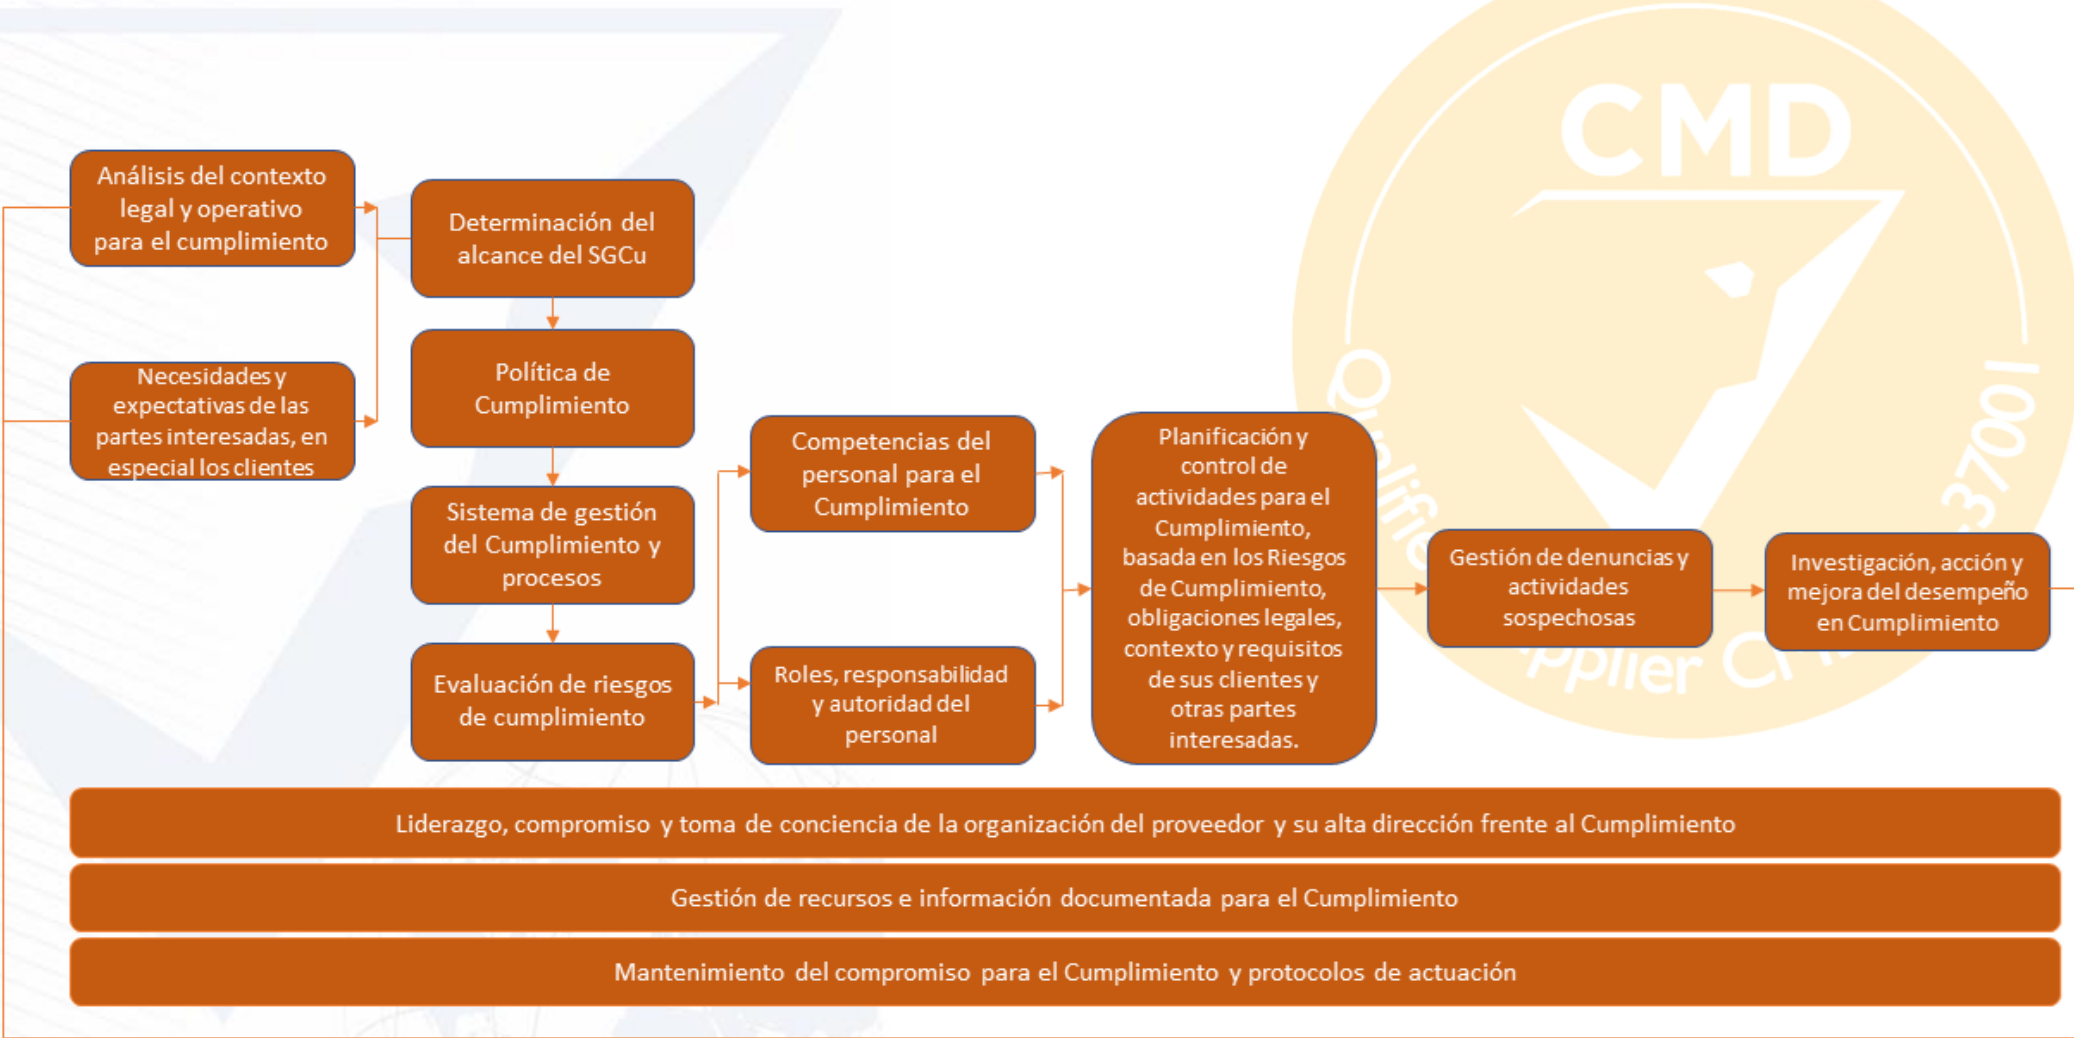 CMD
Análisis del contexto
legal y operativo
para el cumplimiento
Determinación del
alcance del SGCu
Necesidades y
expectativas de las
partes interesadas, en
especial los clientes
Política de
Cumplimiento
Sistema de gestión
del Cumplimiento y
procesos
Evaluación de riesgos
de cumplimiento
Competencias del
personal para el
Cumplimiento
Roles, responsabilidad
y autoridad del
personal
Planificación y
control de
actividades para el
Cumplimiento,
basada en los Riesgos
de Cumplimiento,
obligaciones legales,
contexto y requisitos
de sus clientes y
otras partes
interesadas.
Gestión de denuncias y
actividades
sospechosas
Investigación, acción y
mejora del desempeño
en Cumplimiento
Liderazgo, compromiso y toma de conciencia de la organización del proveedor y su alta dirección frente al Cumplimiento
Gestión de recursos e información documentada para el Cumplimiento
Mantenimiento del compromiso para el Cumplimiento y protocolos de actuación